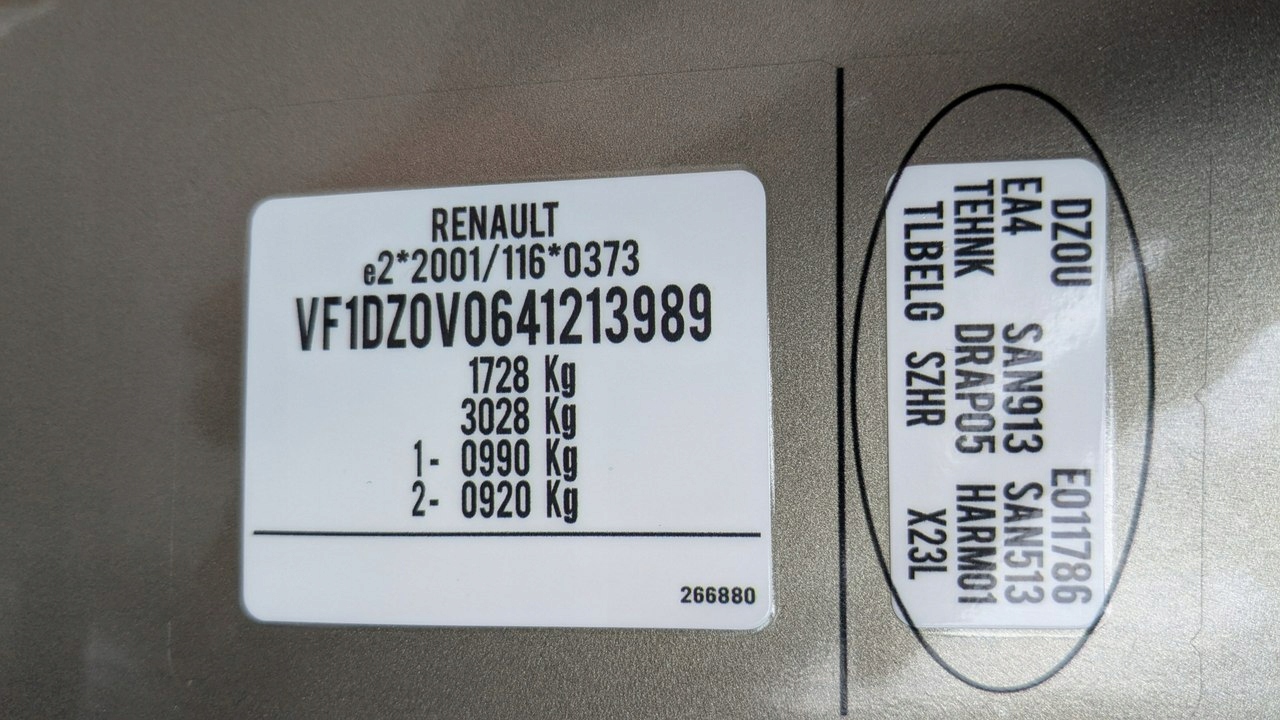 RENAULT
e2*2001/116*0373
VF1DZ0V0641213989
1728 Kg
3028 Kg
1- 0990 Kg
2- 0920 Kg
266880
DZ0U E011786
EA4 SAN913 SAN513
TEHNK DRAP05 HARM01
TLBELG SZHR X23L